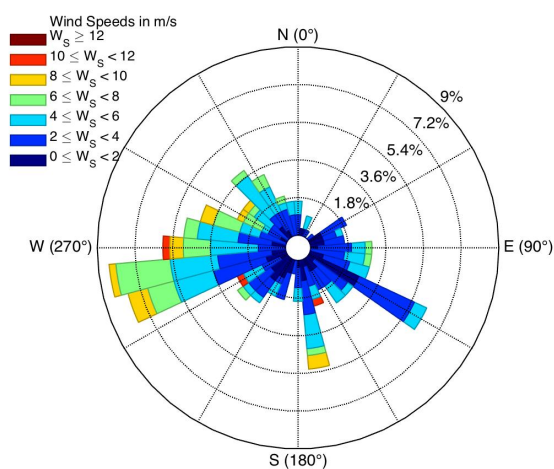 Wind Speeds in m/s
W_S ≥ 12
10 ≤ W_S < 12
8 ≤ W_S < 10
6 ≤ W_S < 8
4 ≤ W_S < 6
2 ≤ W_S < 4
0 ≤ W_S < 2
N (0°)
9%
7.2%
5.4%
3.6%
1.8%
W (270°)
E (90°)
S (180°)